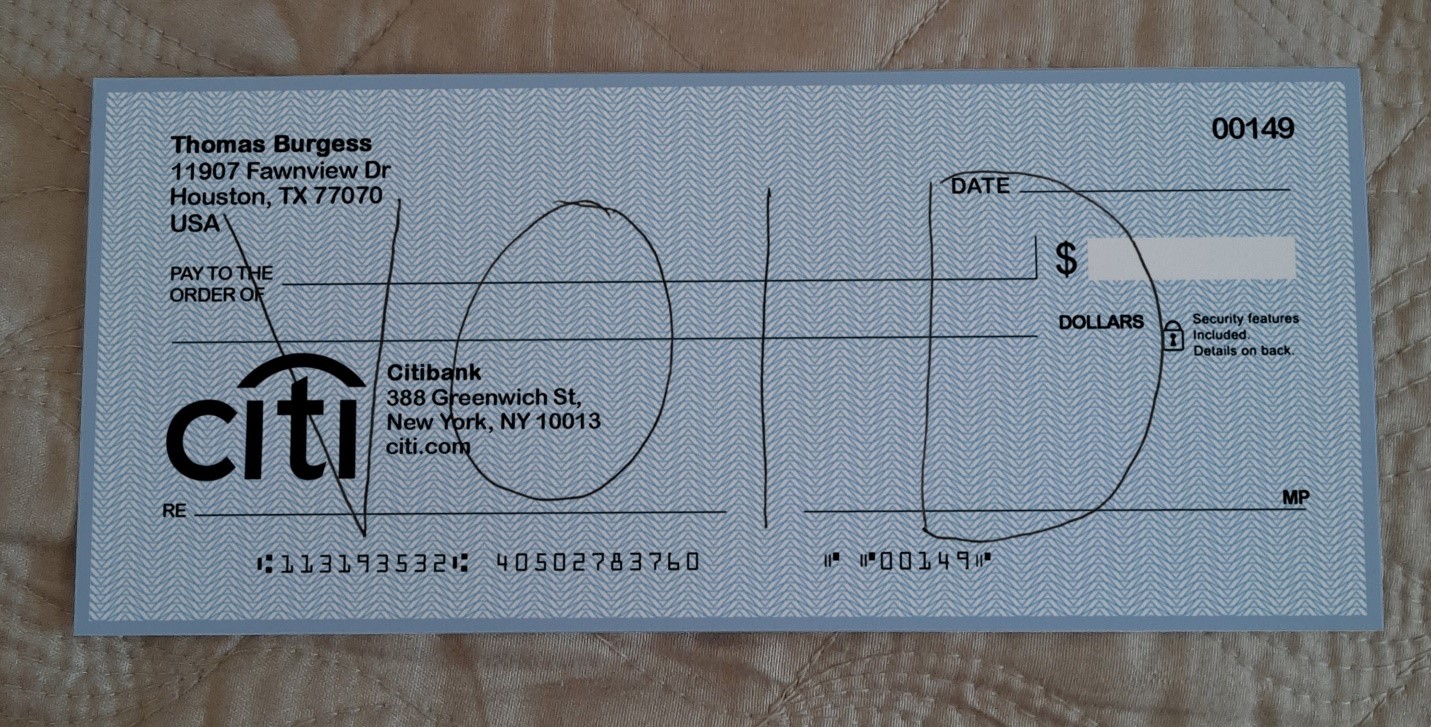 00149
Thomas Burgess
11907 Fawnview Dr
Houston, TX 77070
USA
DATE
PAY TO THE
ORDER OF
$
DOLLARS
Security features
Included.
Details on back.
VOID
citi
Citibank
388 Greenwich St,
New York, NY 10013
citi.com
RE
MP
⑆113193532⑆ 40502783760 ⑈ ⑈00149⑈